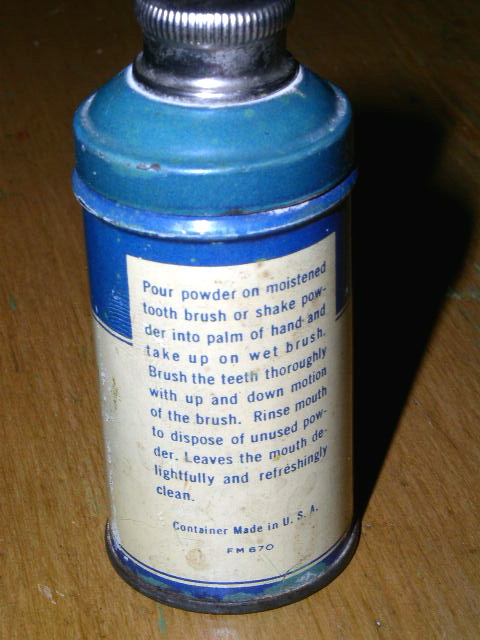 Pour powder on moistened
tooth brush or shake pow-
der into palm of hand and
take up on wet brush.
Brush the teeth thoroughly
with up and down motion
of the brush. Rinse mouth
to dispose of unused pow-
der. Leaves the mouth de-
lightfully and refreshingly
clean.
Container Made in U. S. A.
FM 670